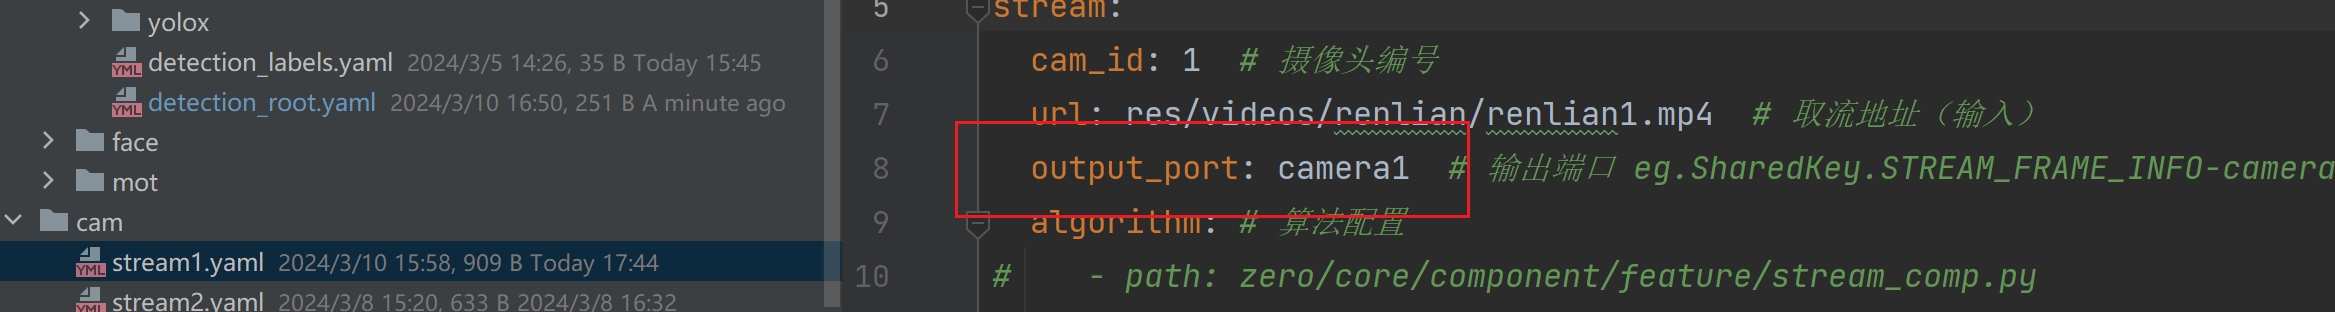 yolox
detection_labels.yaml 2024/3/5 14:26, 35 B Today 15:45
detection_root.yaml 2024/3/10 16:50, 251 B A minute ago
face
mot
cam
stream1.yaml 2024/3/10 15:58, 909 B Today 17:44
stream2.yaml 2024/3/8 15:20, 633 B 2024/3/8 16:32
5 stream:
6 cam_id: 1 # 摄像头编号
7 url: res/videos/renlian/renlian1.mp4 # 取流地址（输入）
8 output_port: camera1 # 输出端口 eg.SharedKey.STREAM_FRAME_INFO-camera
9 algorithm: # 算法配置
10 # - path: zero/core/component/feature/stream_comp.py